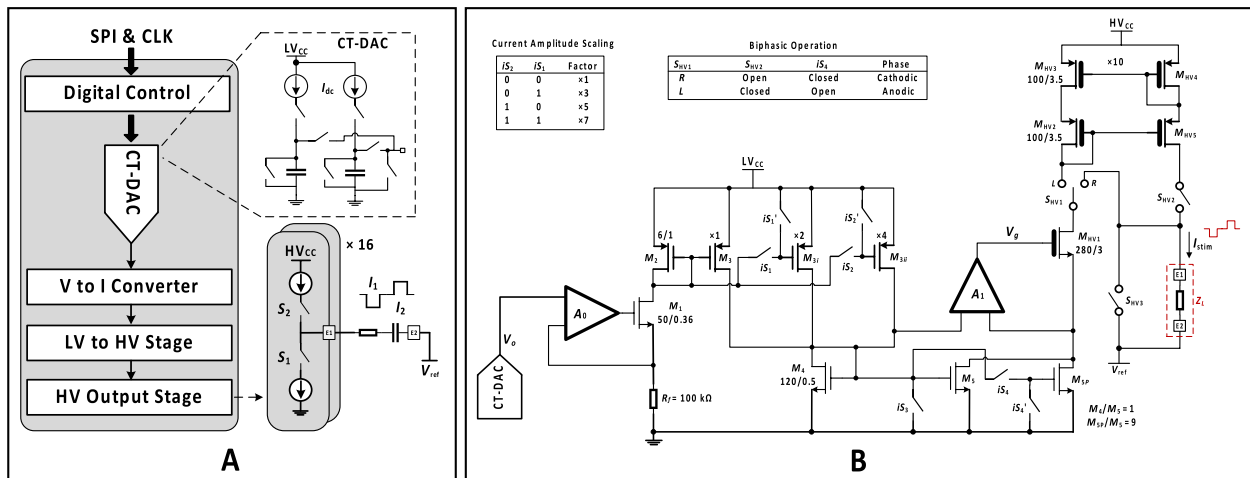 SPI & CLK
Digital Control
CT-DAC
V to I Converter
LV to HV Stage
HV Output Stage
CT-DAC
LVCC
Idc
× 16
HVCC
S2
S1
E1
I1
I2
E2
Vref
A
Current Amplitude Scaling
iS2 iS1 Factor
0 0 ×1
0 1 ×3
1 0 ×5
1 1 ×7
Biphasic Operation
SHV1 SHV2 iS4 Phase
R Open Closed Cathodic
L Closed Open Anodic
HVCC
MHV3
100/3.5
×10
MHV4
MHV2
100/3.5
MHV5
L
R
SHV1
SHV2
LVCC
iS1'
iS2'
6/1
M2
×1
M3
×2
M3i
×4
M3ii
iS1
iS2
Vg
MHV1
280/3
Istim
E1
ZL
E2
SHV3
Vref
A0
M1
50/0.36
A1
Vo
CT-DAC
Rf = 100 kΩ
M4
120/0.5
iS3
M5
iS4
iS4'
M5P
M4/M5 = 1
M5P/M5 = 9
B